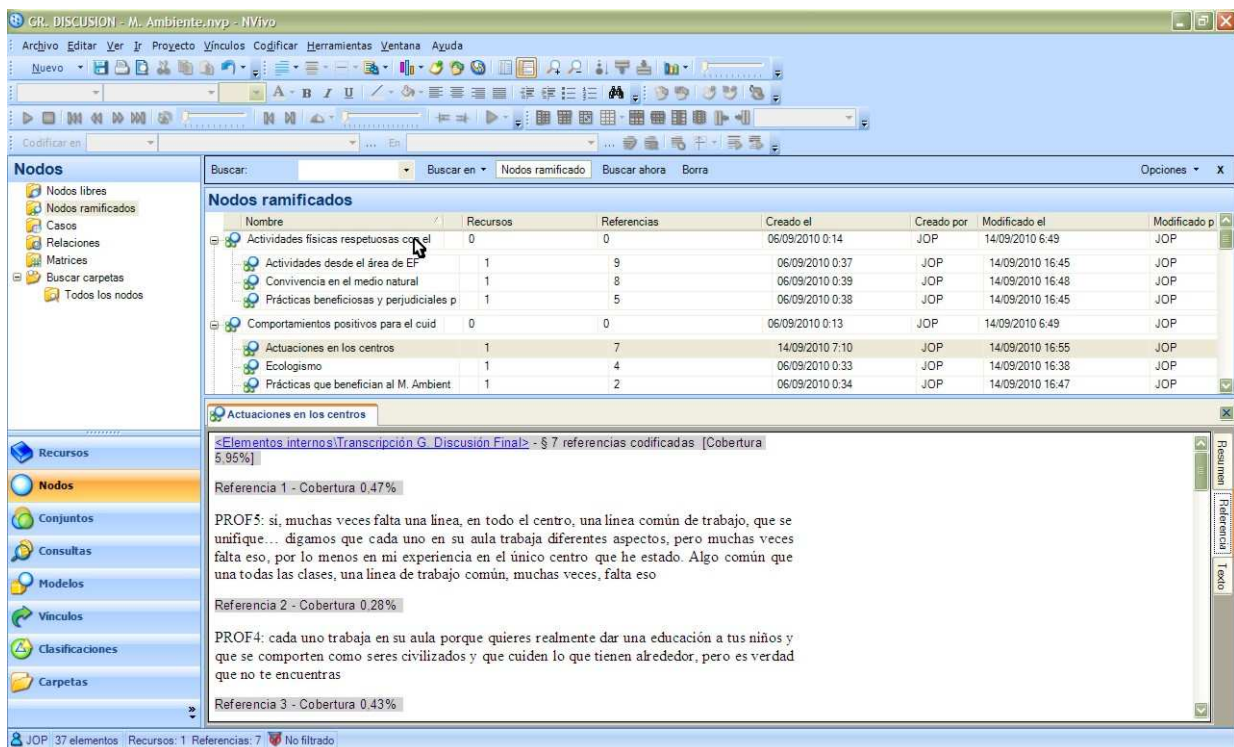 GR. DISCUSION - M. Ambiente.nvp - NVivo
Archivo Editar Ver Ir Proyecto Vínculos Codificar Herramientas Ventana Ayuda
Nuevo
A B I U
Codificar en ... En ...
Nodos
Nodos libres
Nodos ramificados
Casos
Relaciones
Matrices
Buscar carpetas
Todos los nodos
Recursos
Nodos
Conjuntos
Consultas
Modelos
Vínculos
Clasificaciones
Carpetas
Buscar: Buscar en Nodos ramificado Buscar ahora Borra Opciones X
Nodos ramificados
Nombre Recursos Referencias Creado el Creado por Modificado el Modificado p
Actividades físicas respetuosas con el 0 0 06/09/2010 0:14 JOP 14/09/2010 6:49 JOP
Actividades desde el área de EF 1 9 06/09/2010 0:37 JOP 14/09/2010 16:45 JOP
Convivencia en el medio natural 1 8 06/09/2010 0:39 JOP 14/09/2010 16:48 JOP
Prácticas beneficiosas y perjudiciales p 1 5 06/09/2010 0:38 JOP 14/09/2010 16:45 JOP
Comportamientos positivos para el cuid 0 0 06/09/2010 0:13 JOP 14/09/2010 6:49 JOP
Actuaciones en los centros 1 7 14/09/2010 7:10 JOP 14/09/2010 16:55 JOP
Ecologismo 1 4 06/09/2010 0:33 JOP 14/09/2010 16:38 JOP
Prácticas que benefician al M. Ambient 1 2 06/09/2010 0:34 JOP 14/09/2010 16:47 JOP
Actuaciones en los centros
<Elementos internos\Transcripción G. Discusión Final> - § 7 referencias codificadas [Cobertura
5,95%]
Referencia 1 - Cobertura 0,47%
PROF5: si, muchas veces falta una linea, en todo el centro, una linea común de trabajo, que se
unifique… digamos que cada uno en su aula trabaja diferentes aspectos, pero muchas veces
falta eso, por lo menos en mi experiencia en el único centro que he estado. Algo común que
una todas las clases, una línea de trabajo común, muchas veces, falta eso
Referencia 2 - Cobertura 0,28%
PROF4: cada uno trabaja en su aula porque quieres realmente dar una educación a tus niños y
que se comporten como seres civilizados y que cuiden lo que tienen alrededor, pero es verdad
que no te encuentras
Referencia 3 - Cobertura 0,43%
Resumen
Referencia
Texto
JOP 37 elementos Recursos: 1 Referencias: 7 No filtrado